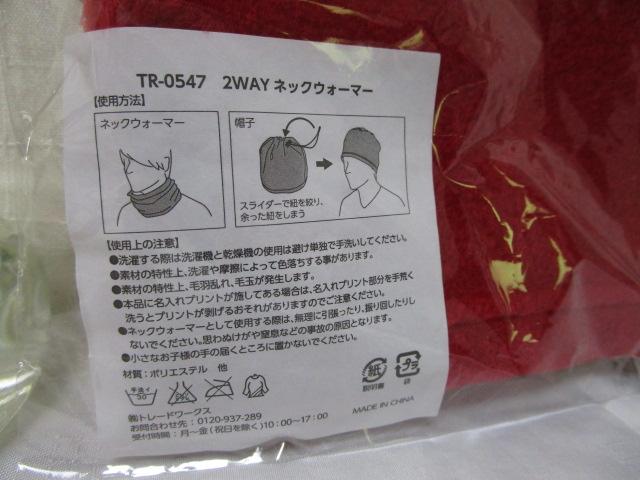 TR-0547 2WAY ネックウォーマー
【使用方法】
ネックウォーマー
帽子
スライダーで紐を絞り、
余った紐をしまう
【使用上の注意】
●洗濯する際は洗濯機と乾燥機の使用は避け単独で手洗いしてください。
●素材の特性上、洗濯や摩擦によって色落ちする事があります。
●素材の特性上、毛羽乱れ、毛玉が発生します。
●本品に名入れプリントが施してある場合は、名入れプリント部分を手荒く
洗うとプリントが剥げるおそれがありますのでご注意ください。
●ネックウォーマーとして使用する際は、無理に引張ったり、振り回したりし
ないでください。思わぬけがや窒息などの事故の原因となります。
●小さなお子様の手の届くところに置かないでください。
材質：ポリエステル 他
手洗イ
30
紙
説明書
プラ
袋
㈱トレードワークス
お問合わせ先：0120-937-289
受付時間：月～金(祝日を除く)10：00～17：00
MADE IN CHINA